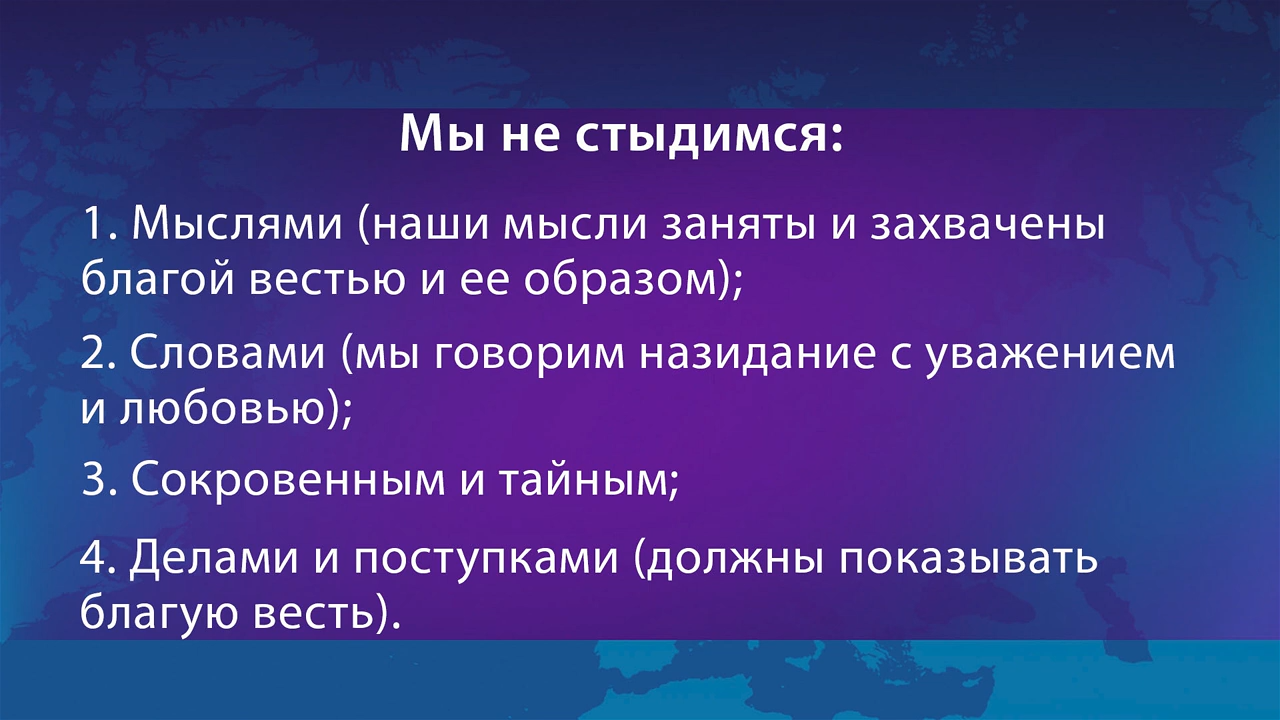 Мы не стыдимся:
1. Мыслями (наши мысли заняты и захвачены
благой вестью и ее образом);
2. Словами (мы говорим назидание с уважением
и любовью);
3. Сокровенным и тайным;
4. Делами и поступками (должны показывать
благую весть).